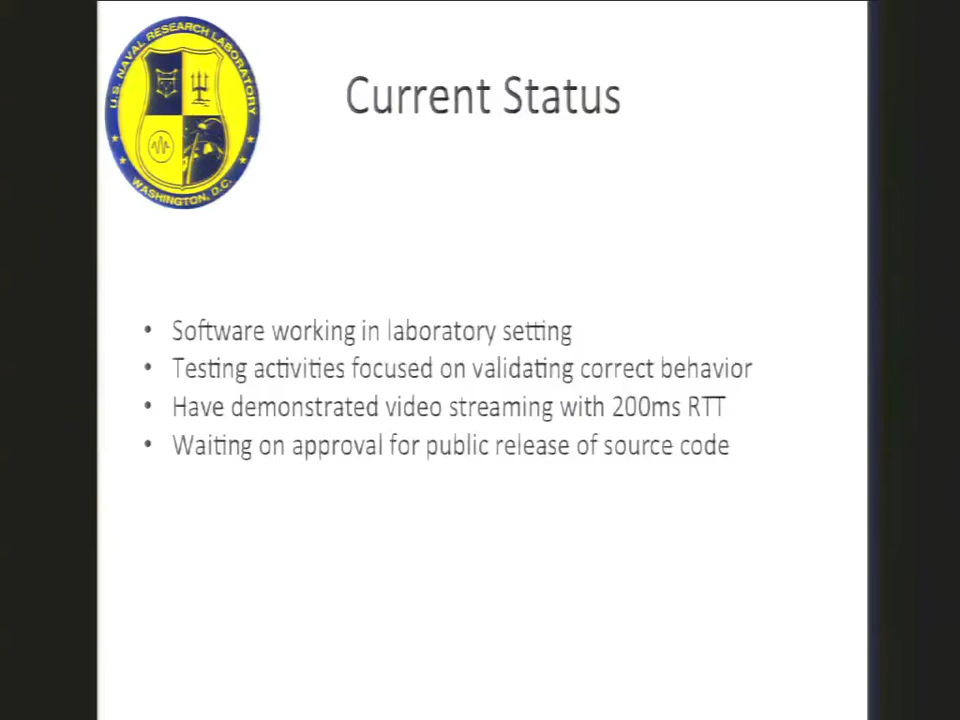 U.S. NAVAL RESEARCH LABORATORY
WASHINGTON, D.C.
Current Status
• Software working in laboratory setting
• Testing activities focused on validating correct behavior
• Have demonstrated video streaming with 200ms RTT
• Waiting on approval for public release of source code